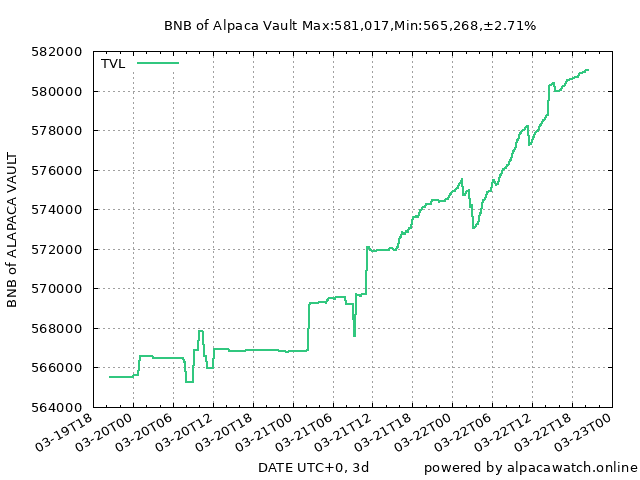 BNB of Alpaca Vault Max:581,017,Min:565,268,±2.71%
582000
580000
578000
576000
574000
572000
570000
568000
566000
564000
TVL
BNB of ALAPACA VAULT
03-19T18
03-20T00
03-20T06
03-20T12
03-20T18
03-21T00
03-21T06
03-21T12
03-21T18
03-22T00
03-22T06
03-22T12
03-22T18
03-23T00
DATE UTC+0, 3d
powered by alpacawatch.online